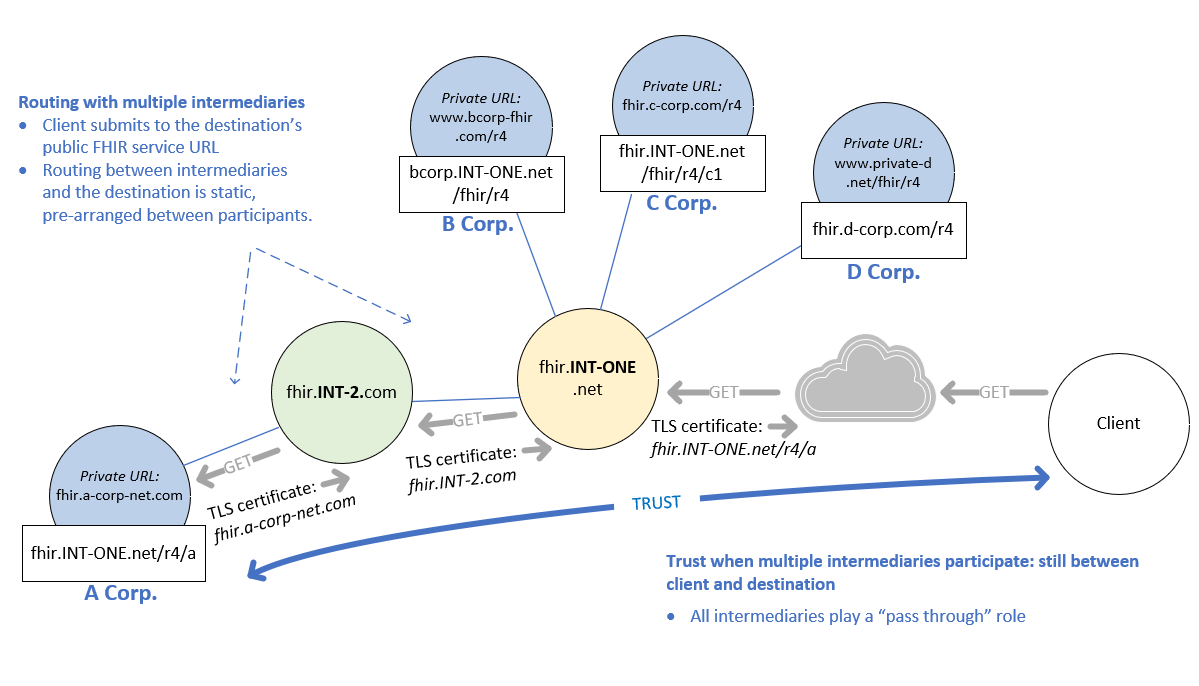 Routing with multiple intermediaries
• Client submits to the destination's
public FHIR service URL
• Routing between intermediaries
and the destination is static,
pre-arranged between participants.
Private URL:
www.bcorp-fhir
.com/r4
bcorp.INT-ONE.net
/fhir/r4
B Corp.
Private URL:
fhir.c-corp.com/r4
fhir.INT-ONE.net
/fhir/r4/c1
C Corp.
Private URL:
www.private-d
.net/fhir/r4
fhir.d-corp.com/r4
D Corp.
fhir.INT-2.com
fhir.INT-ONE
.net
GET
GET
Client
GET
TLS certificate:
fhir.INT-ONE.net/r4/a
GET
TLS certificate:
fhir.INT-2.com
Private URL:
fhir.a-corp-net.com
TLS certificate:
fhir.a-corp-net.com
fhir.INT-ONE.net/r4/a
A Corp.
TRUST
Trust when multiple intermediaries participate: still between
client and destination
• All intermediaries play a “pass through” role